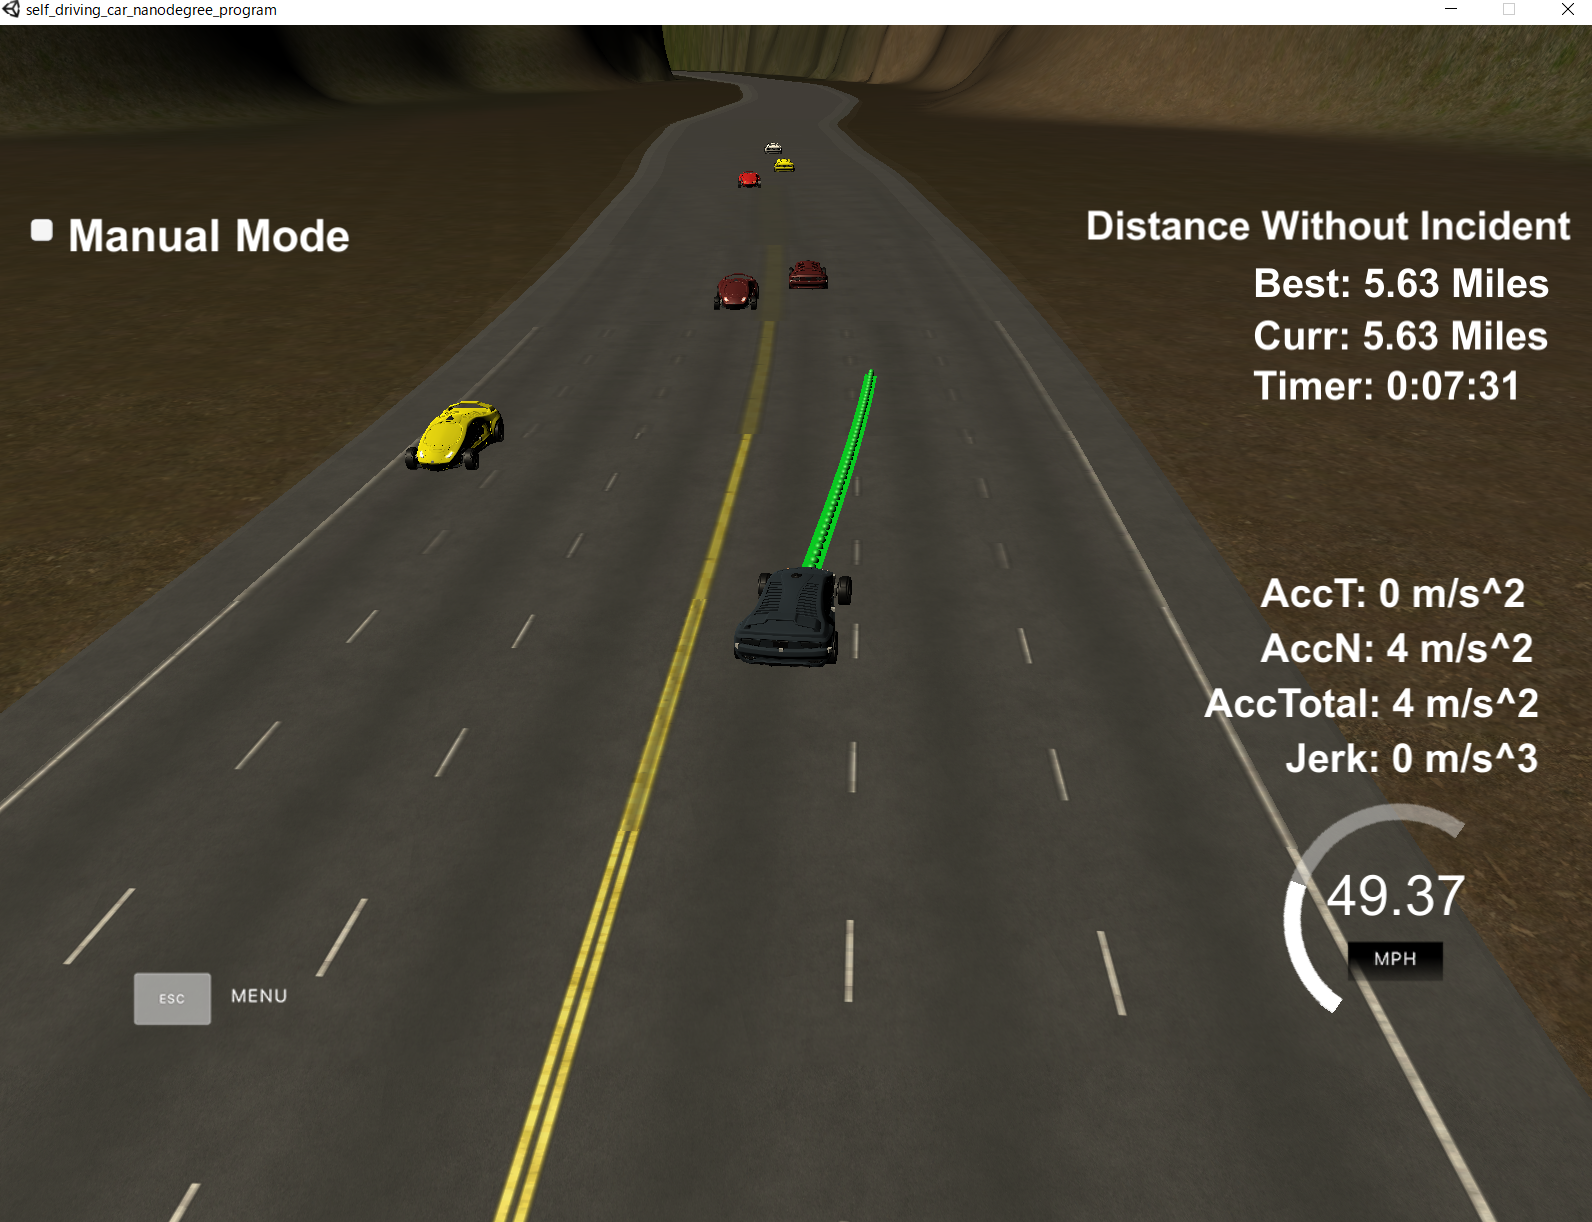 self_driving_car_nanodegree_program
Manual Mode
Distance Without Incident
Best: 5.63 Miles
Curr: 5.63 Miles
Timer: 0:07:31
AccT: 0 m/s^2
AccN: 4 m/s^2
AccTotal: 4 m/s^2
Jerk: 0 m/s^3
49.37
MPH
ESC MENU